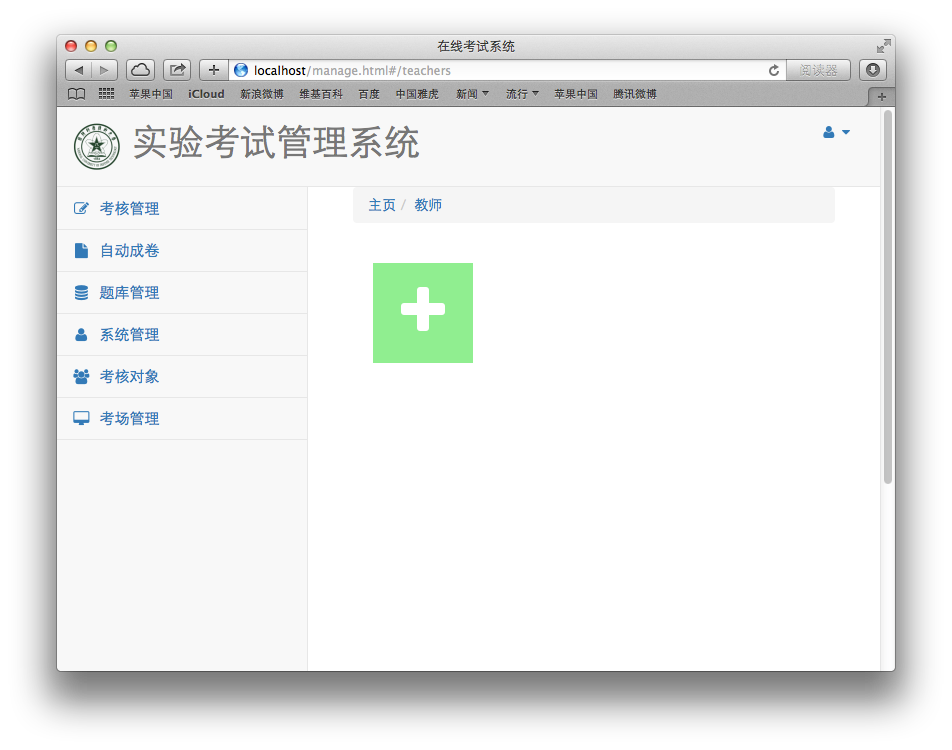 在线考试系统
localhost/manage.html#/teachers
阅读器
苹果中国 iCloud 新浪微博 维基百科 百度 中国雅虎 新闻 流行 苹果中国 腾讯微博
实验考试管理系统
考核管理
自动成卷
题库管理
系统管理
考核对象
考场管理
主页 / 教师